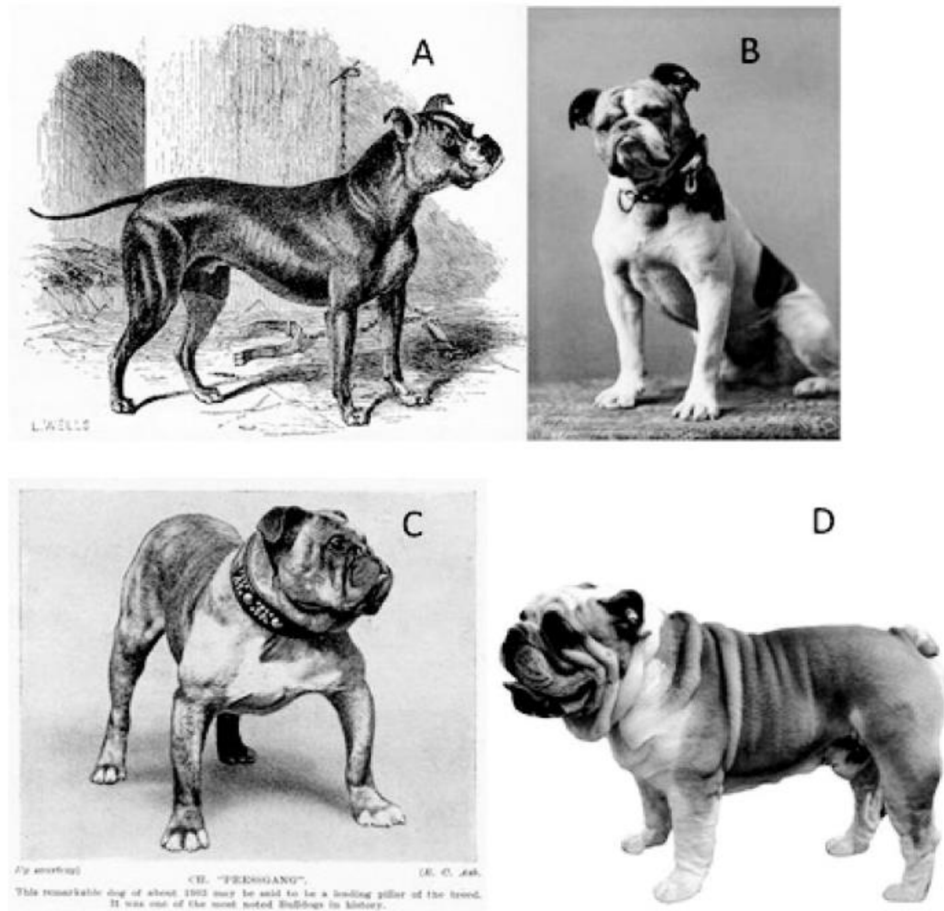 A
B
L.WELLS
C
D
CH. "PRESSGANG".
This remarkable dog of about 1903 may be said to be a leading pillar of the breed.
It was one of the most noted Bulldogs in history.